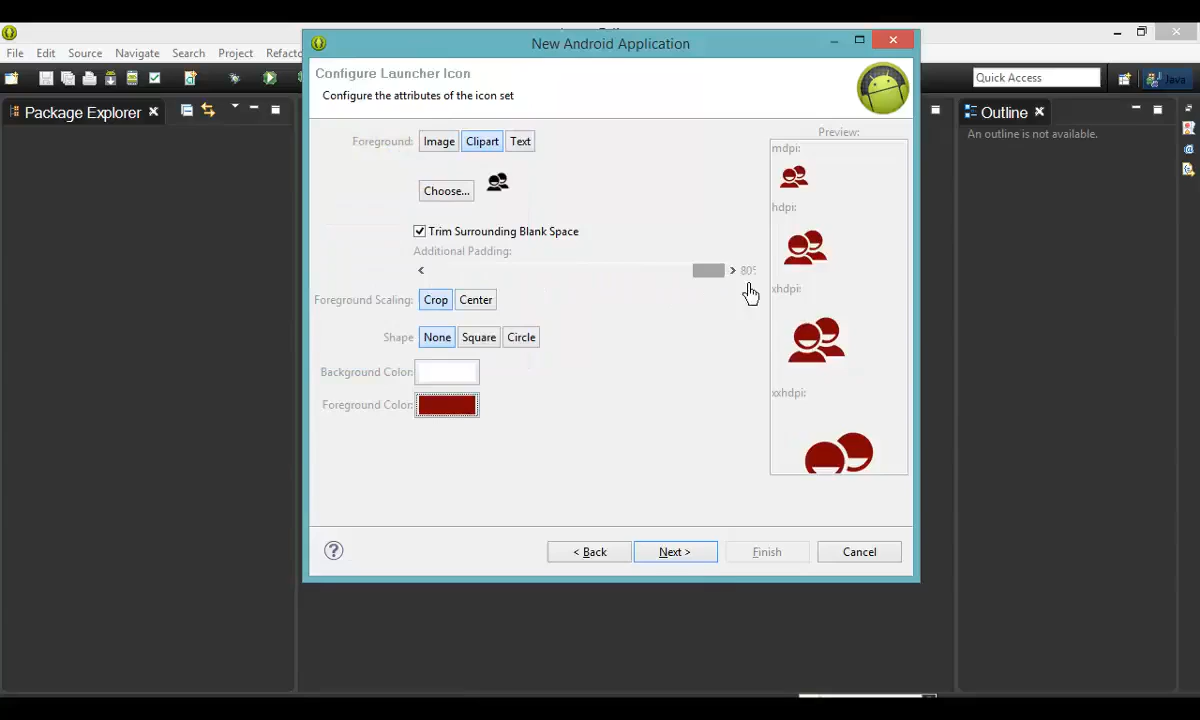 New Android Application
File Edit Source Navigate Search Project Refacto
Configure Launcher Icon
Configure the attributes of the icon set
Quick Access
Java
Package Explorer
Outline
An outline is not available.
Foreground: Image Clipart Text
Choose...
Trim Surrounding Blank Space
Additional Padding:
< > 80%
Foreground Scaling: Crop Center
Shape None Square Circle
Background Color:
Foreground Color:
Preview:
mdpi:
hdpi:
xhdpi:
xxhdpi:
?
< Back Next > Finish Cancel